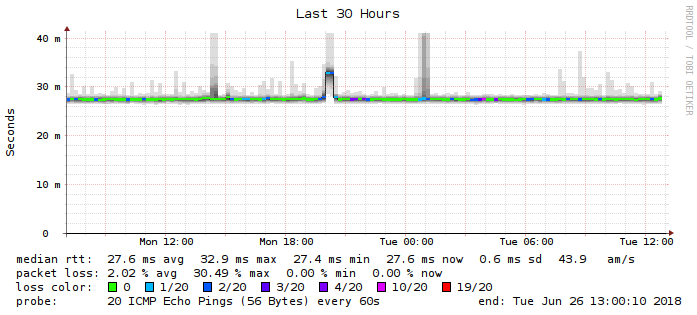 Last 30 Hours
RRDTOOL / TOBI OETIKER
Seconds
40 m
30 m
20 m
10 m
0
Mon 12:00 Mon 18:00 Tue 00:00 Tue 06:00 Tue 12:00
median rtt: 27.6 ms avg 32.9 ms max 27.4 ms min 27.6 ms now 0.6 ms sd 43.9 am/s
packet loss: 2.02 % avg 30.49 % max 0.00 % min 0.00 % now
loss color: 0 1/20 2/20 3/20 4/20 10/20 19/20
probe: 20 ICMP Echo Pings (56 Bytes) every 60s end: Tue Jun 26 13:00:10 2018